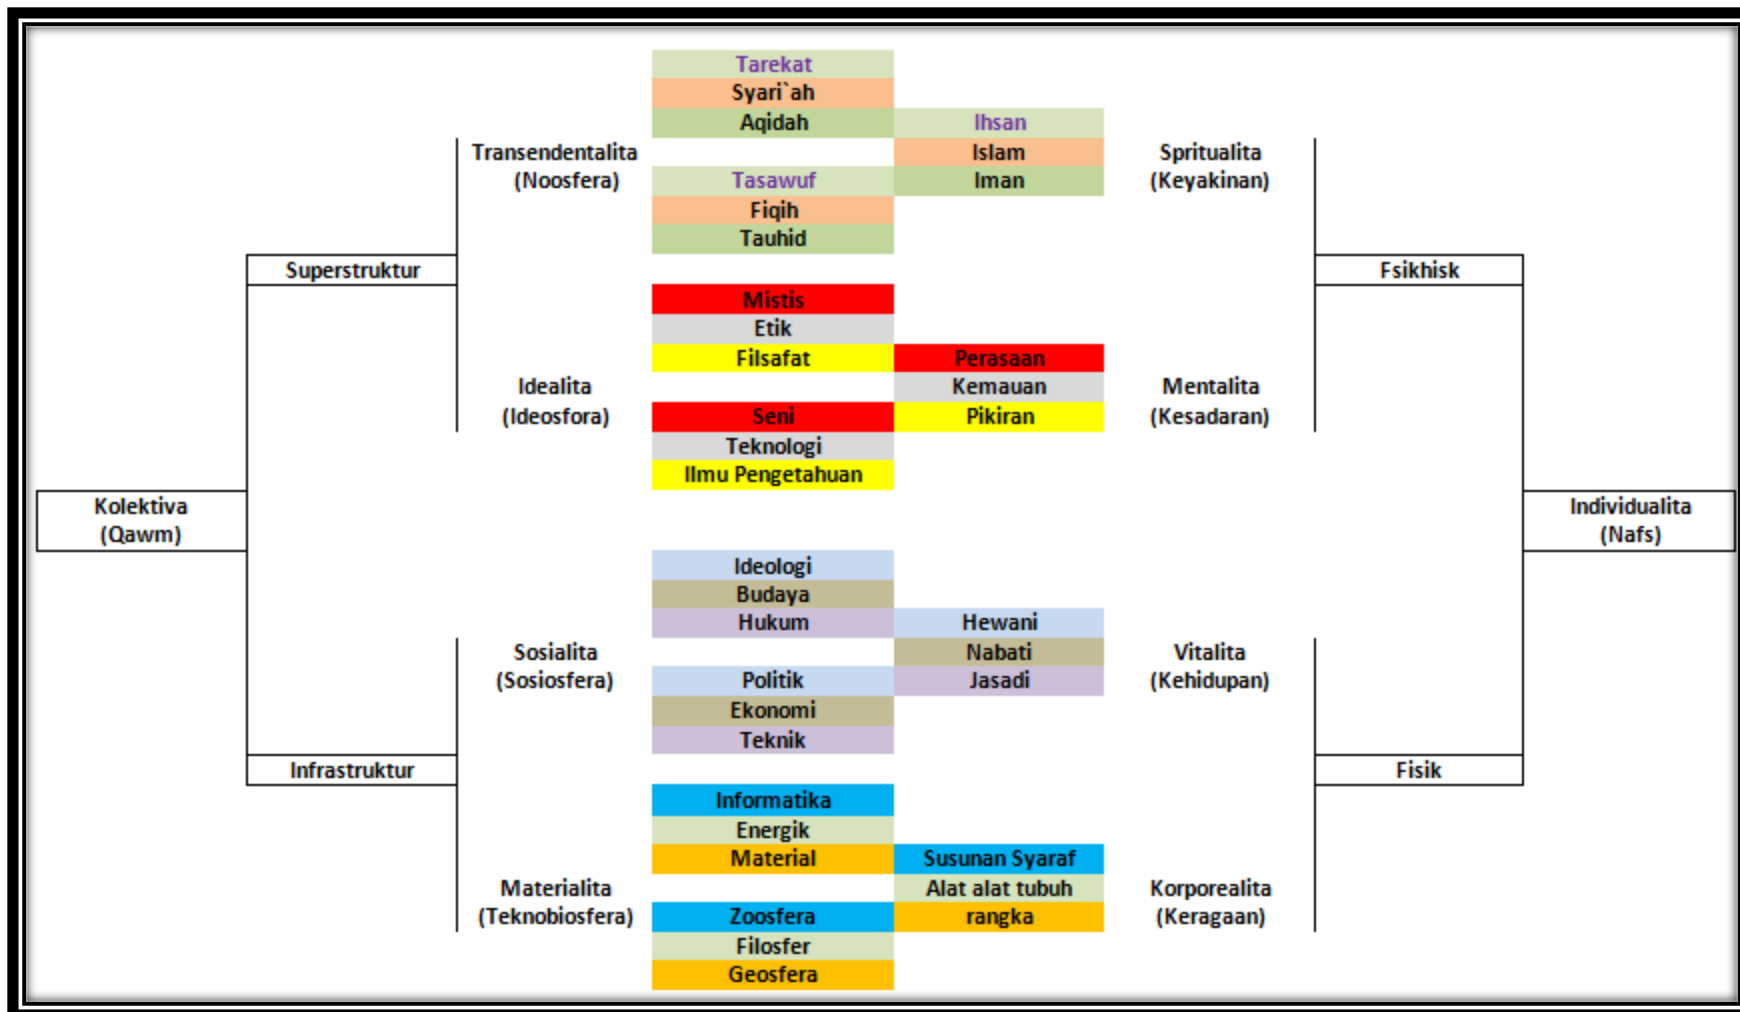 Tarekat
Syari`ah
Aqidah Ihsan
Transendentalita Islam Spritualita
(Noosfera) Tasawuf Iman (Keyakinan)
Fiqih
Tauhid
Superstruktur Fsikhisk
Mistis
Etik
Filsafat Perasaan
Idealita Kemauan Mentalita
(Ideosfora) Seni Pikiran (Kesadaran)
Teknologi
Ilmu Pengetahuan
Kolektiva Individualita
(Qawm) (Nafs)
Ideologi
Budaya
Hukum Hewani
Sosialita Nabati Vitalita
(Sosiosfera) Politik Jasadi (Kehidupan)
Ekonomi
Teknik
Infrastruktur Fisik
Informatika
Energik
Material Susunan Syaraf
Materialita Alat alat tubuh Korporealita
(Teknobiosfera) Zoosfera rangka (Keragaan)
Filosfer
Geosfera